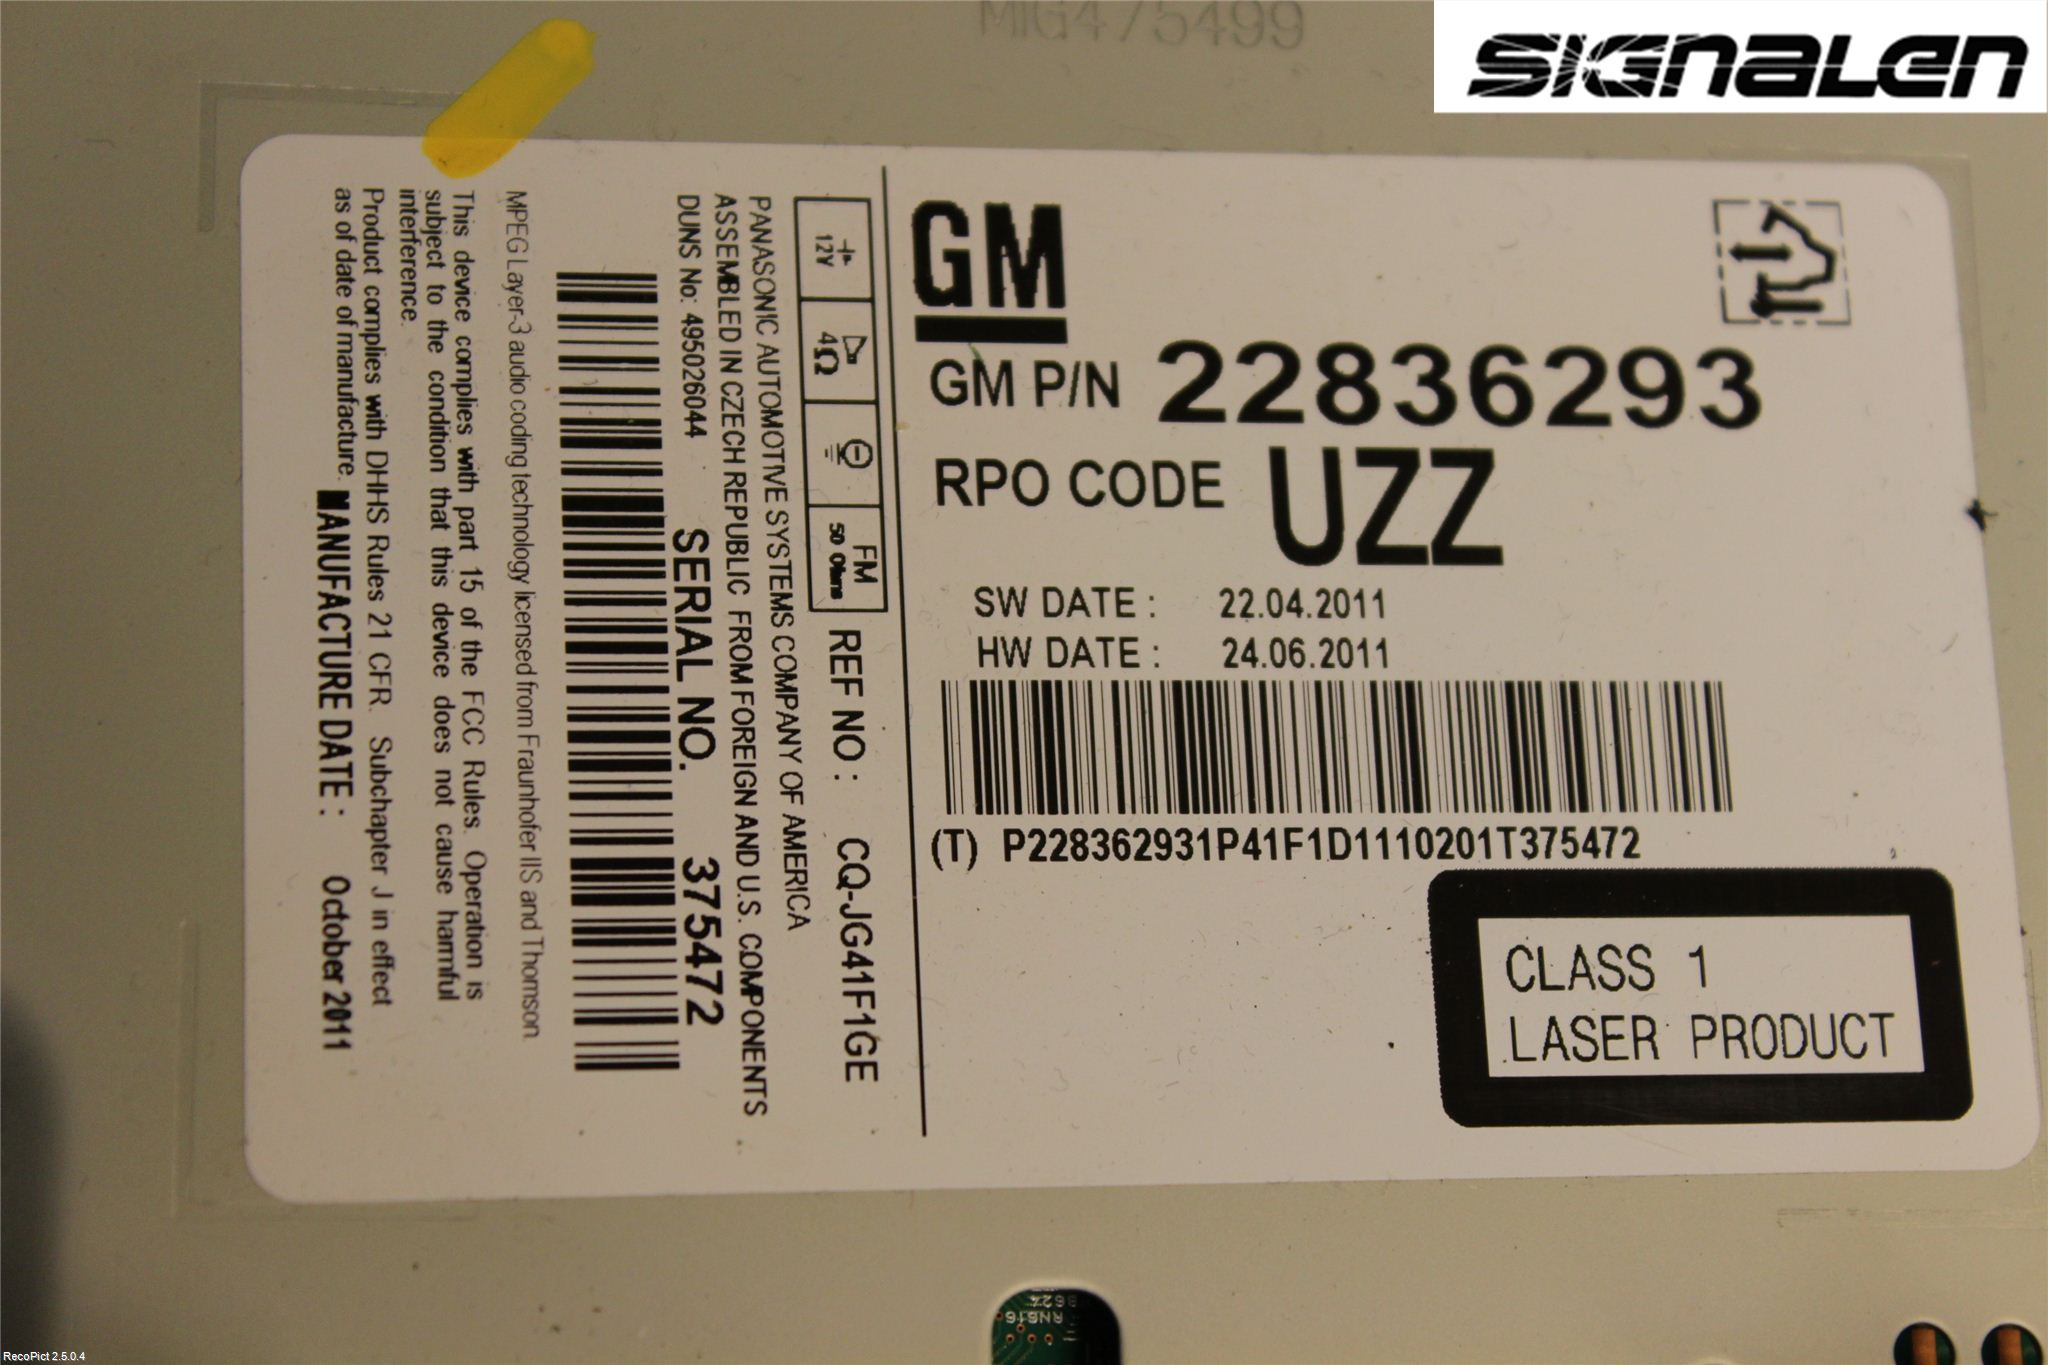 MIG475499
SIGNALEN
GM
GM P/N 22836293
RPO CODE UZZ
SW DATE : 22.04.2011
HW DATE : 24.06.2011
(T) P228362931P41F1D1110201T375472
CLASS 1
LASER PRODUCT
12V
4Ω
FM
50 Ohms
REF NO : CQ-JG41F1GE
PANASONIC AUTOMOTIVE SYSTEMS COMPANY OF AMERICA
ASSEMBLED IN CZECH REPUBLIC FROM FOREIGN AND U.S. COMPONENTS
DUNS No: 495026044 SERIAL NO. 375472
MPEG Layer-3 audio coding technology licensed from Fraunhofer IIS and Thomson
This device complies with part 15 of the FCC Rules. Operation is
subject to the condition that this device does not cause harmful
interference.
Product complies with DHHS Rules 21 CFR. Subchapter J in effect
as of date of manufacture. MANUFACTURE DATE : October 2011
RN616
RecoPict 2.5.0.4